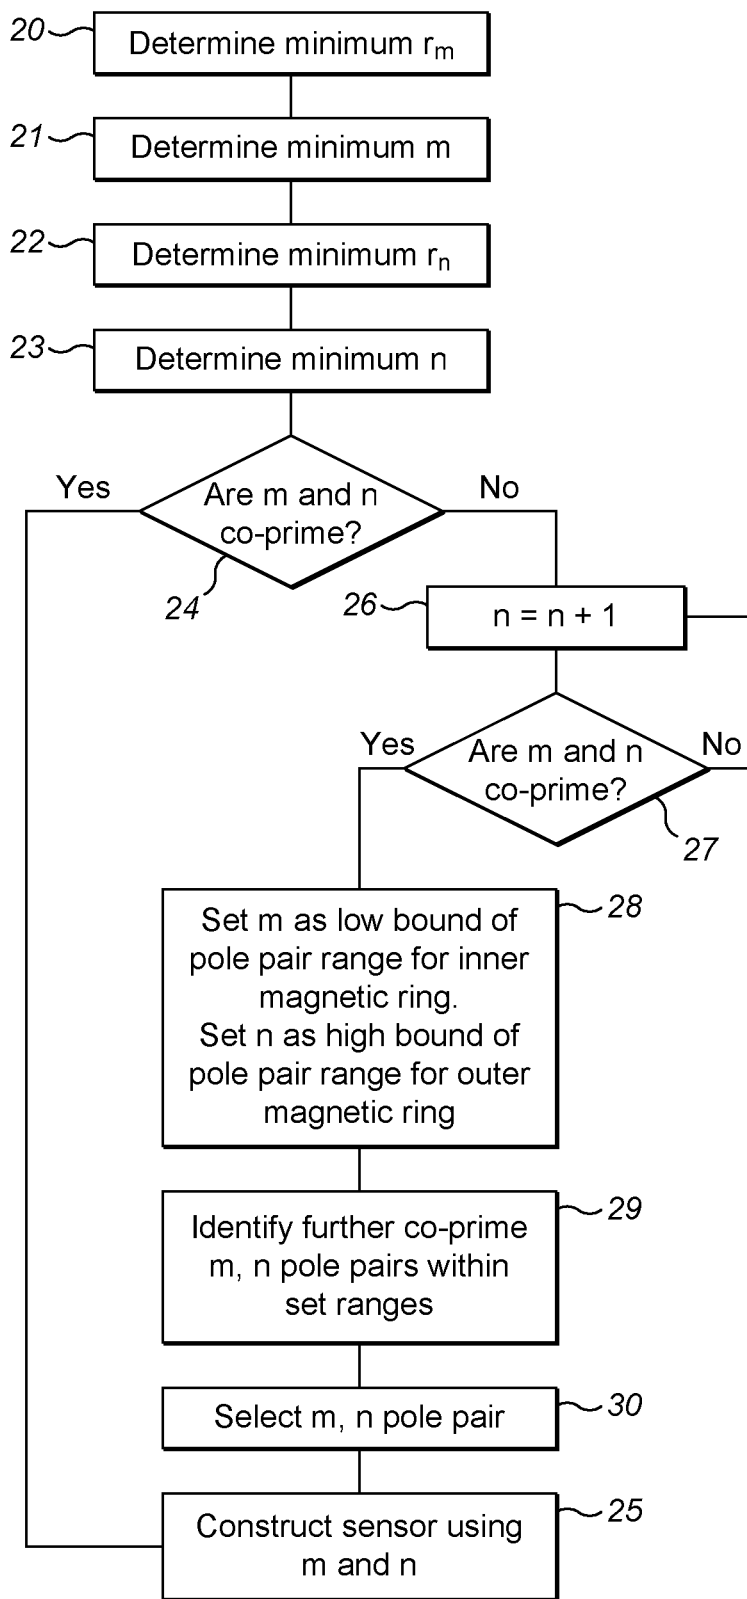 20
Determine minimum rₘ
21
Determine minimum m
22
Determine minimum rₙ
23
Determine minimum n
Yes
Are m and n
co-prime?
No
24
26
n = n + 1
Yes
Are m and n
co-prime?
No
27
28
Set m as low bound of
pole pair range for inner
magnetic ring.
Set n as high bound of
pole pair range for outer
magnetic ring
29
Identify further co-prime
m, n pole pairs within
set ranges
30
Select m, n pole pair
25
Construct sensor using
m and n